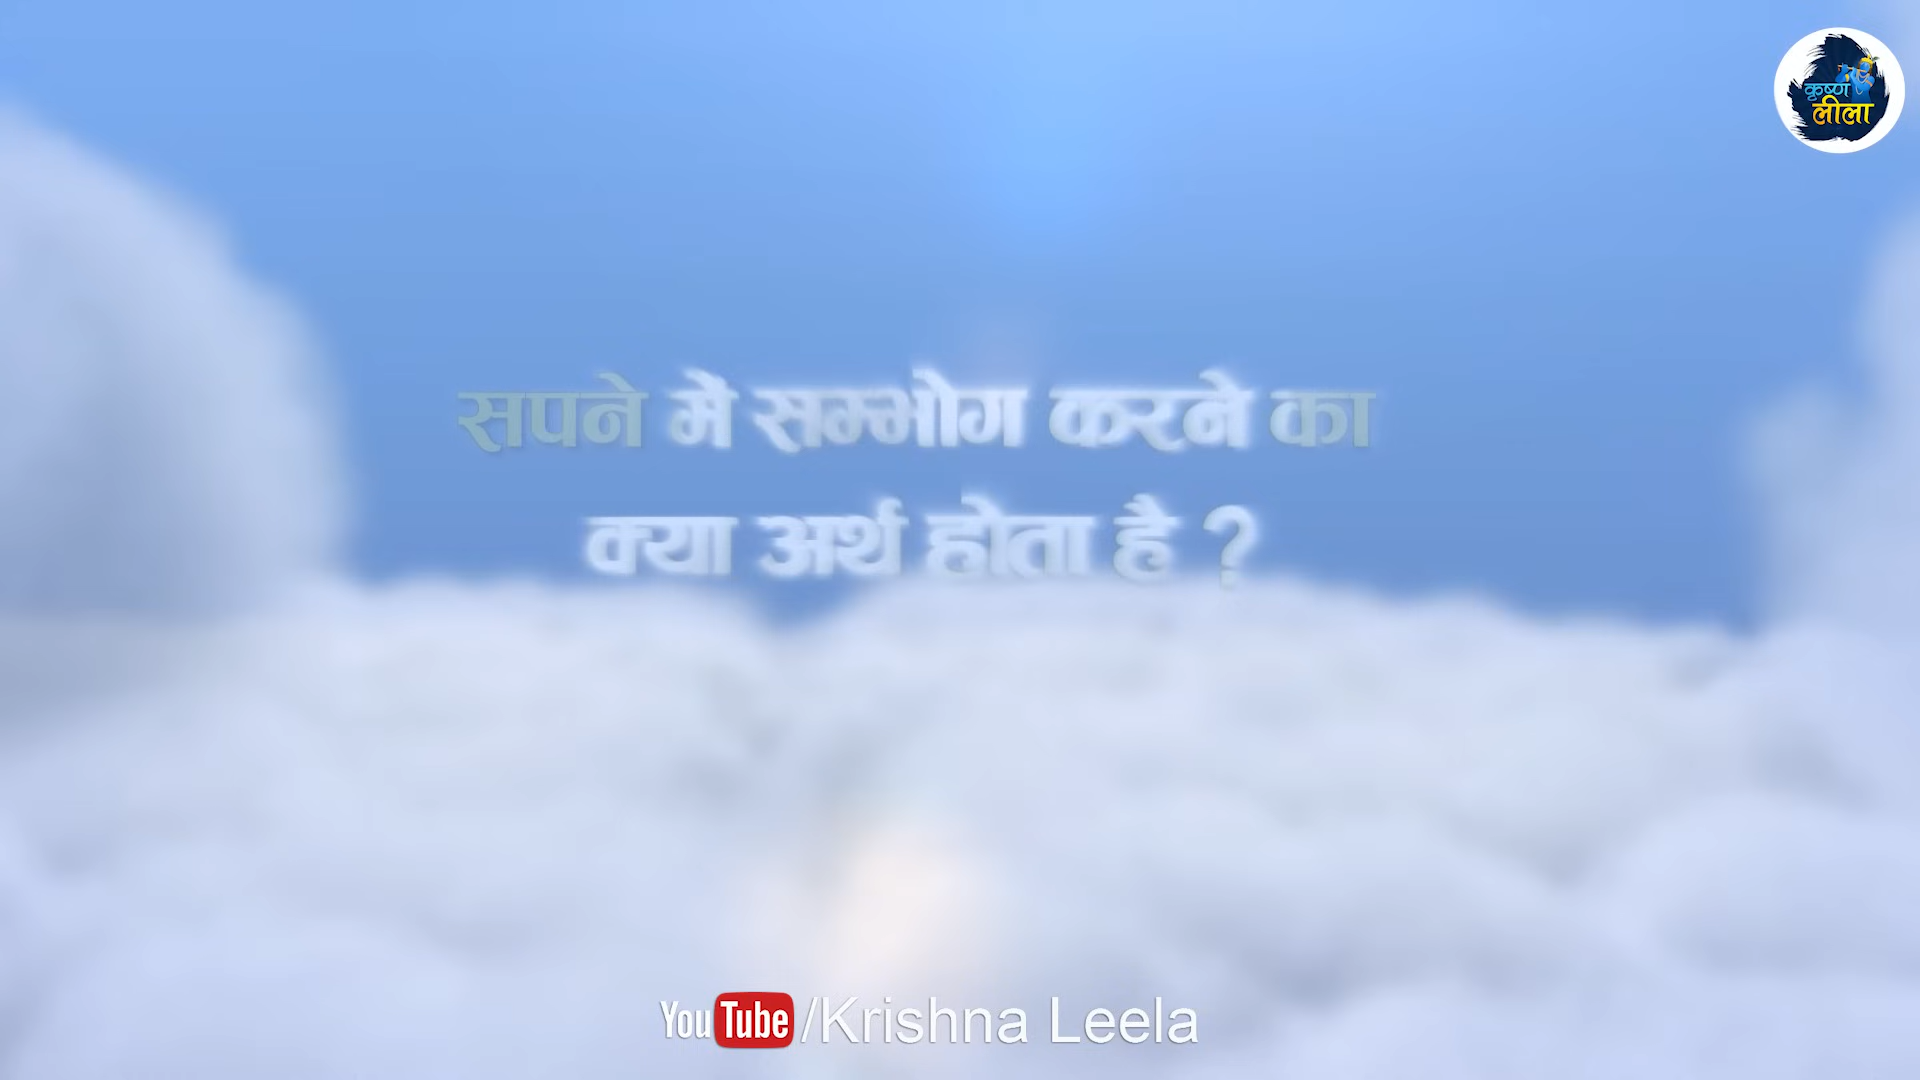 कृष्ण
लीला
सपने में सम्भोग करने का
क्या अर्थ होता है ?
YouTube/Krishna Leela